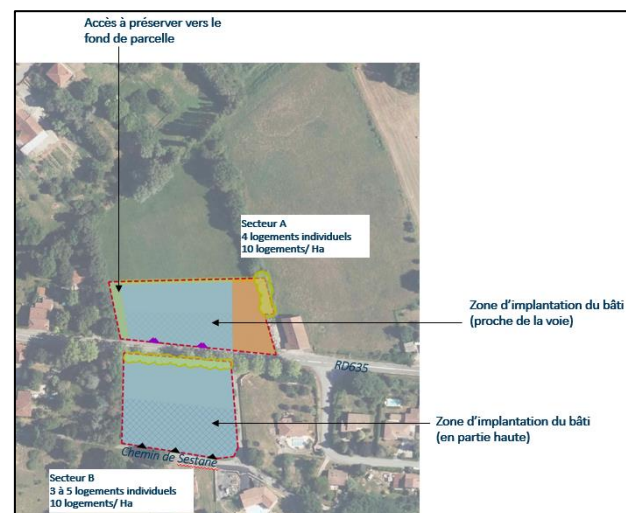 Accès à préserver vers le
fond de parcelle
Secteur A
4 logements individuels
10 logements/ Ha
Zone d'implantation du bâti
(proche de la voie)
RD635
Zone d'implantation du bâti
(en partie haute)
Chemin de Sestarié
Secteur B
3 à 5 logements individuels
10 logements/ Ha